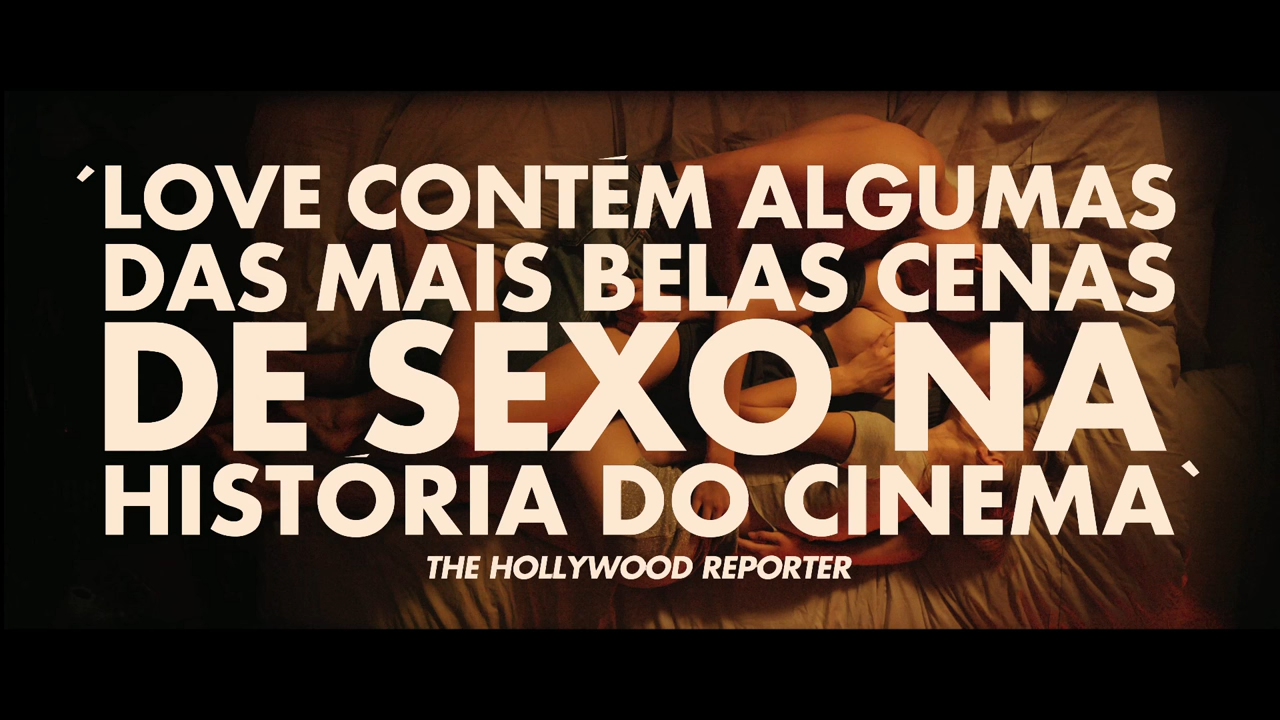 ´LOVE CONTÉM ALGUMAS
DAS MAIS BELAS CENAS
DE SEXO NA
HISTÓRIA DO CINEMA`
THE HOLLYWOOD REPORTER